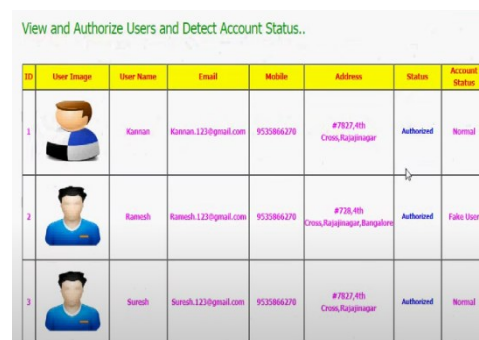 View and Authorize Users and Detect Account Status..
ID User Image User Name Email Mobile Address Status Account
Status
1 Kannan Kannan.123@gmail.com 9535866270 #7827,4th
Cross,Rajajinagar Authorized Normal
2 Ramesh Ramesh.123@gmail.com 9535866270 #728,4th
Cross,Rajajinagar,Bangalore Authorized Fake User
3 Suresh Suresh.123@gmail.com 9535866270 #7827,4th
Cross,Rajajinagar Authorized Normal